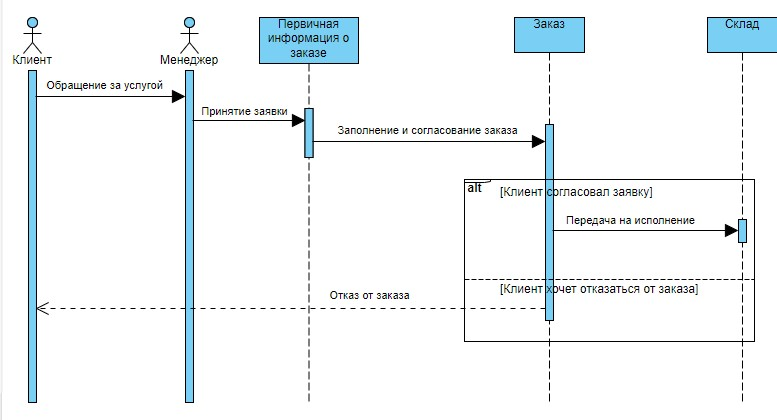 Первичная
информация о
заказе
Заказ
Склад
Клиент
Менеджер
Обращение за услугой
Принятие заявки
Заполнение и согласование заказа
alt
[Клиент согласовал заявку]
Передача на исполнение
[Клиент хочет отказаться от заказа]
Отказ от заказа